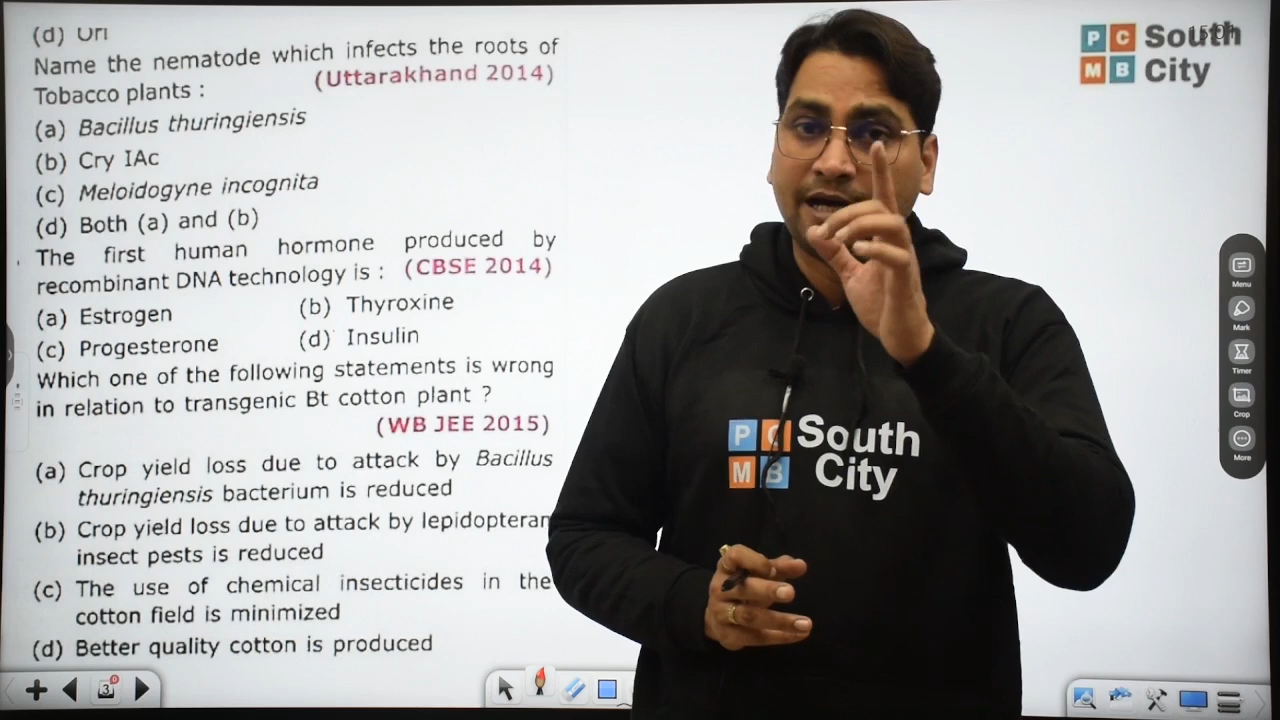 (d) Ori
Name the nematode which infects the roots of
Tobacco plants : (Uttarakhand 2014)
(a) Bacillus thuringiensis
(b) Cry IAc
(c) Meloidogyne incognita
(d) Both (a) and (b)
The first human hormone produced by
recombinant DNA technology is : (CBSE 2014)
(a) Estrogen (b) Thyroxine
(c) Progesterone (d) Insulin
Which one of the following statements is wrong
in relation to transgenic Bt cotton plant ?
(WB JEE 2015)
(a) Crop yield loss due to attack by Bacillus
thuringiensis bacterium is reduced
(b) Crop yield loss due to attack by lepidopteran
insect pests is reduced
(c) The use of chemical insecticides in the
cotton field is minimized
(d) Better quality cotton is produced
3
P C South
M B City
P C South
M B City
Menu
Mark
Timer
Crop
More